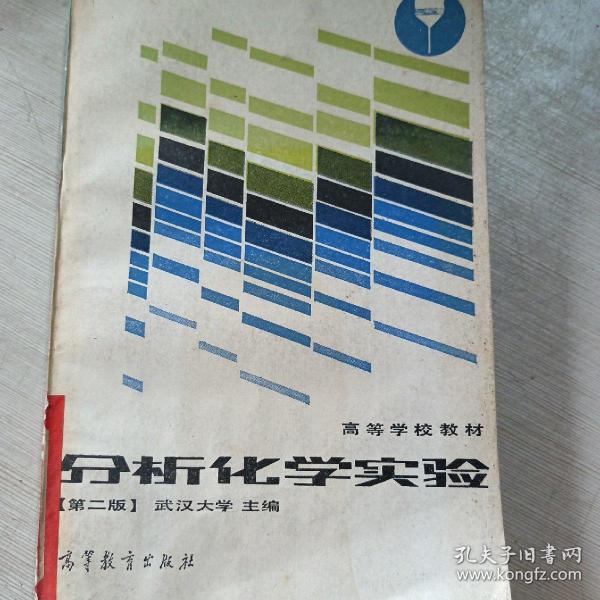 高等学校教材
分析化学实验
【第二版】 武汉大学 主编
高等教育出版社
孔夫子旧书网
www.kongfz.com